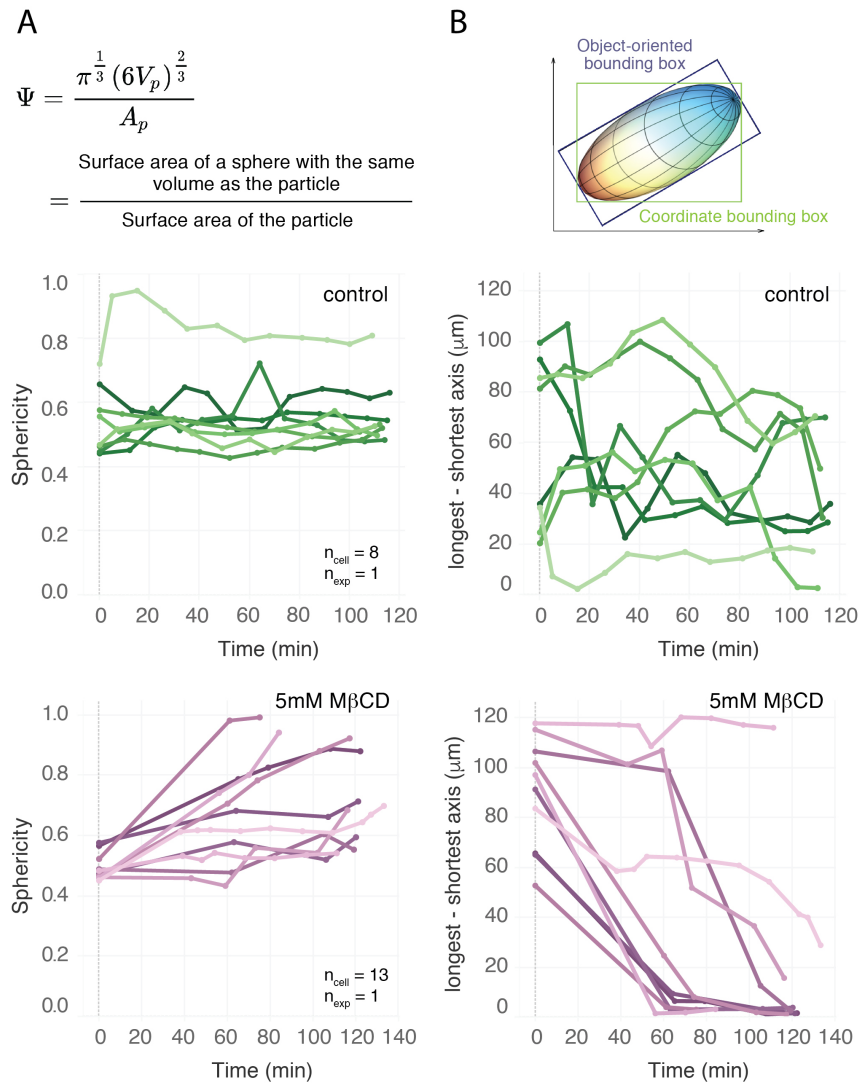 A
Ψ = π^(1/3) (6V_p)^(2/3) / A_p
= Surface area of a sphere with the same
volume as the particle
Surface area of the particle
B
Object-oriented
bounding box
Coordinate bounding box
control
Sphericity
1.0
0.8
0.6
0.4
0.2
0.0
n_cell = 8
n_exp = 1
0 20 40 60 80 100 120
Time (min)
control
longest - shortest axis (μm)
120
100
80
60
40
20
0
0 20 40 60 80 100 120
Time (min)
5mM MβCD
Sphericity
1.0
0.8
0.6
0.4
0.2
0.0
n_cell = 13
n_exp = 1
0 20 40 60 80 100 120 140
Time (min)
5mM MβCD
longest - shortest axis (μm)
120
100
80
60
40
20
0
0 20 40 60 80 100 120 140
Time (min)